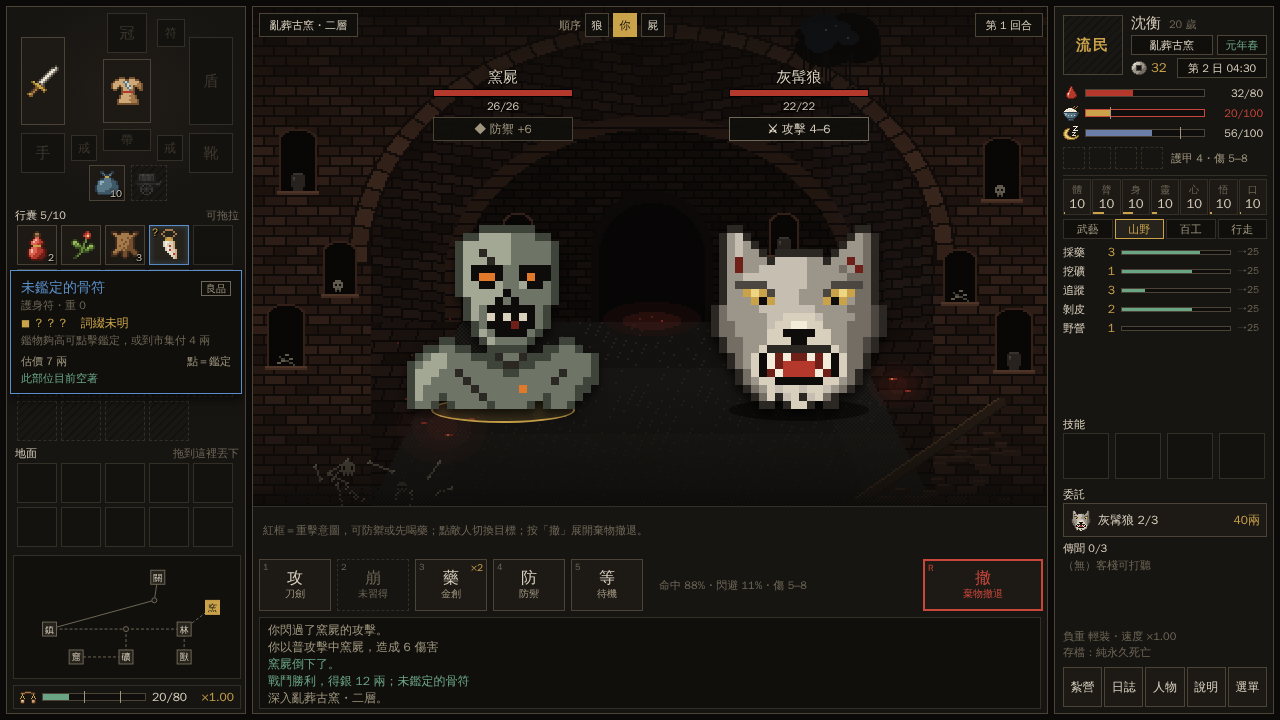 冠
符
盾
手
戒
帶
戒
靴
10
行囊 5/10
可拖拉
2
3
?
未鑑定的骨符
良品
護身符・重 0
■ ？？？ 詞綴未明
鑑物夠高可點擊鑑定，或到市集付 4 兩
估價 7 兩
點＝鑑定
此部位目前空著
地面
拖到這裡丟下
關
窯
鎮
林
窟
礦
獸
20/80
×1.00
亂葬古窯・二層
順序 狼 你 屍
第 1 回合
窯屍
26/26
◆ 防禦 +6
灰髯狼
22/22
⚔ 攻擊 4–6
紅框＝重擊意圖，可防禦或先喝藥；點敵人切換目標；按「撤」展開棄物撤退。
1 攻 刀劍
2 崩 未習得
3 藥 ×2 金創
4 防 防禦
5 等 待機
命中 88%・閃避 11%・傷 5–8
R 撤 棄物撤退
你閃過了窯屍的攻擊。
你以普攻擊中窯屍，造成 6 傷害
窯屍倒下了。
戰鬥勝利，得銀 12 兩；未鑑定的骨符
深入亂葬古窯・二層。
流民
沈衡 20 歲
亂葬古窯
元年春
32
第 2 日 04:30
32/80
20/100
56/100
護甲 4・傷 5–8
體 臂 身 靈 心 悟 口
10 10 10 10 10 10 10
武藝
山野
百工
行走
採藥 3 →25
挖礦 1 →25
追蹤 3 →25
剝皮 2 →25
野營 1 →25
技能
委託
灰髯狼 2/3
40兩
傳聞 0/3
（無）客棧可打聽
負重 輕裝・速度 ×1.00
存檔：純永久死亡
紮營
日誌
人物
說明
選單